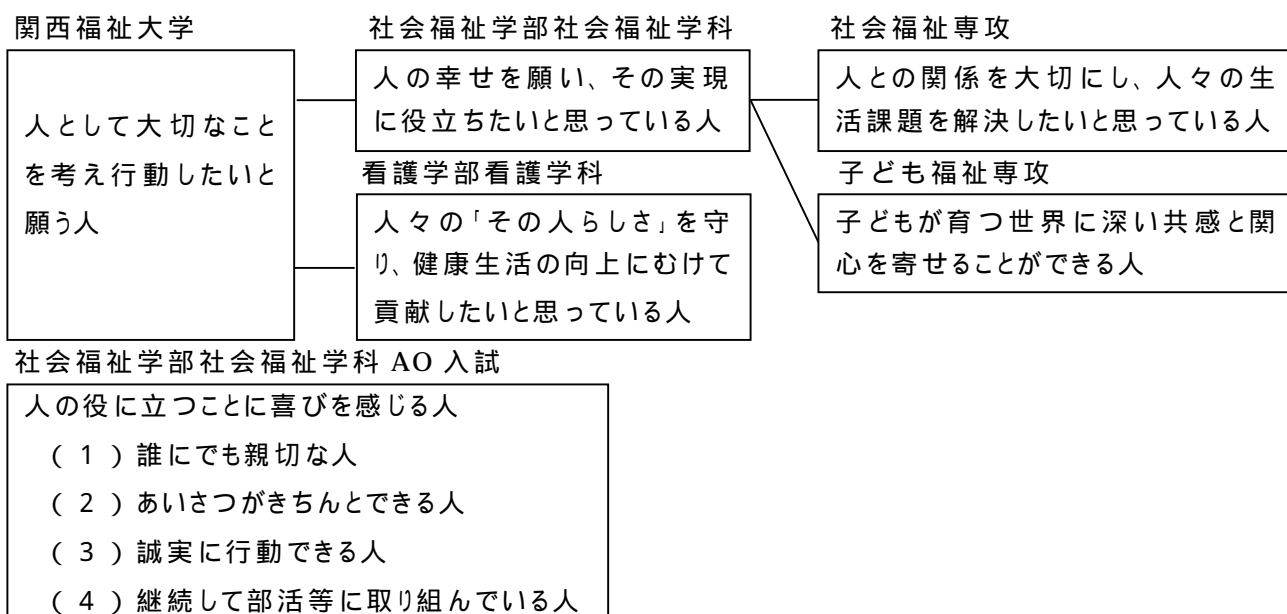 関西福祉大学
人として大切なこと
を考え行動したいと
願う人
社会福祉学部社会福祉学科
人の幸せを願い、その実現
に役立ちたいと思っている人
看護学部看護学科
人々の「その人らしさ」を守
り、健康生活の向上にむけて
貢献したいと思っている人
社会福祉専攻
人との関係を大切にし、人々の生
活課題を解決したいと思っている人
子ども福祉専攻
子どもが育つ世界に深い共感と関
心を寄せることができる人
社会福祉学部社会福祉学科 AO 入試
人の役に立つことに喜びを感じる人
(1)誰にでも親切な人
(2)あいさつがきちんとできる人
(3)誠実に行動できる人
(4)継続して部活等に取り組んでいる人